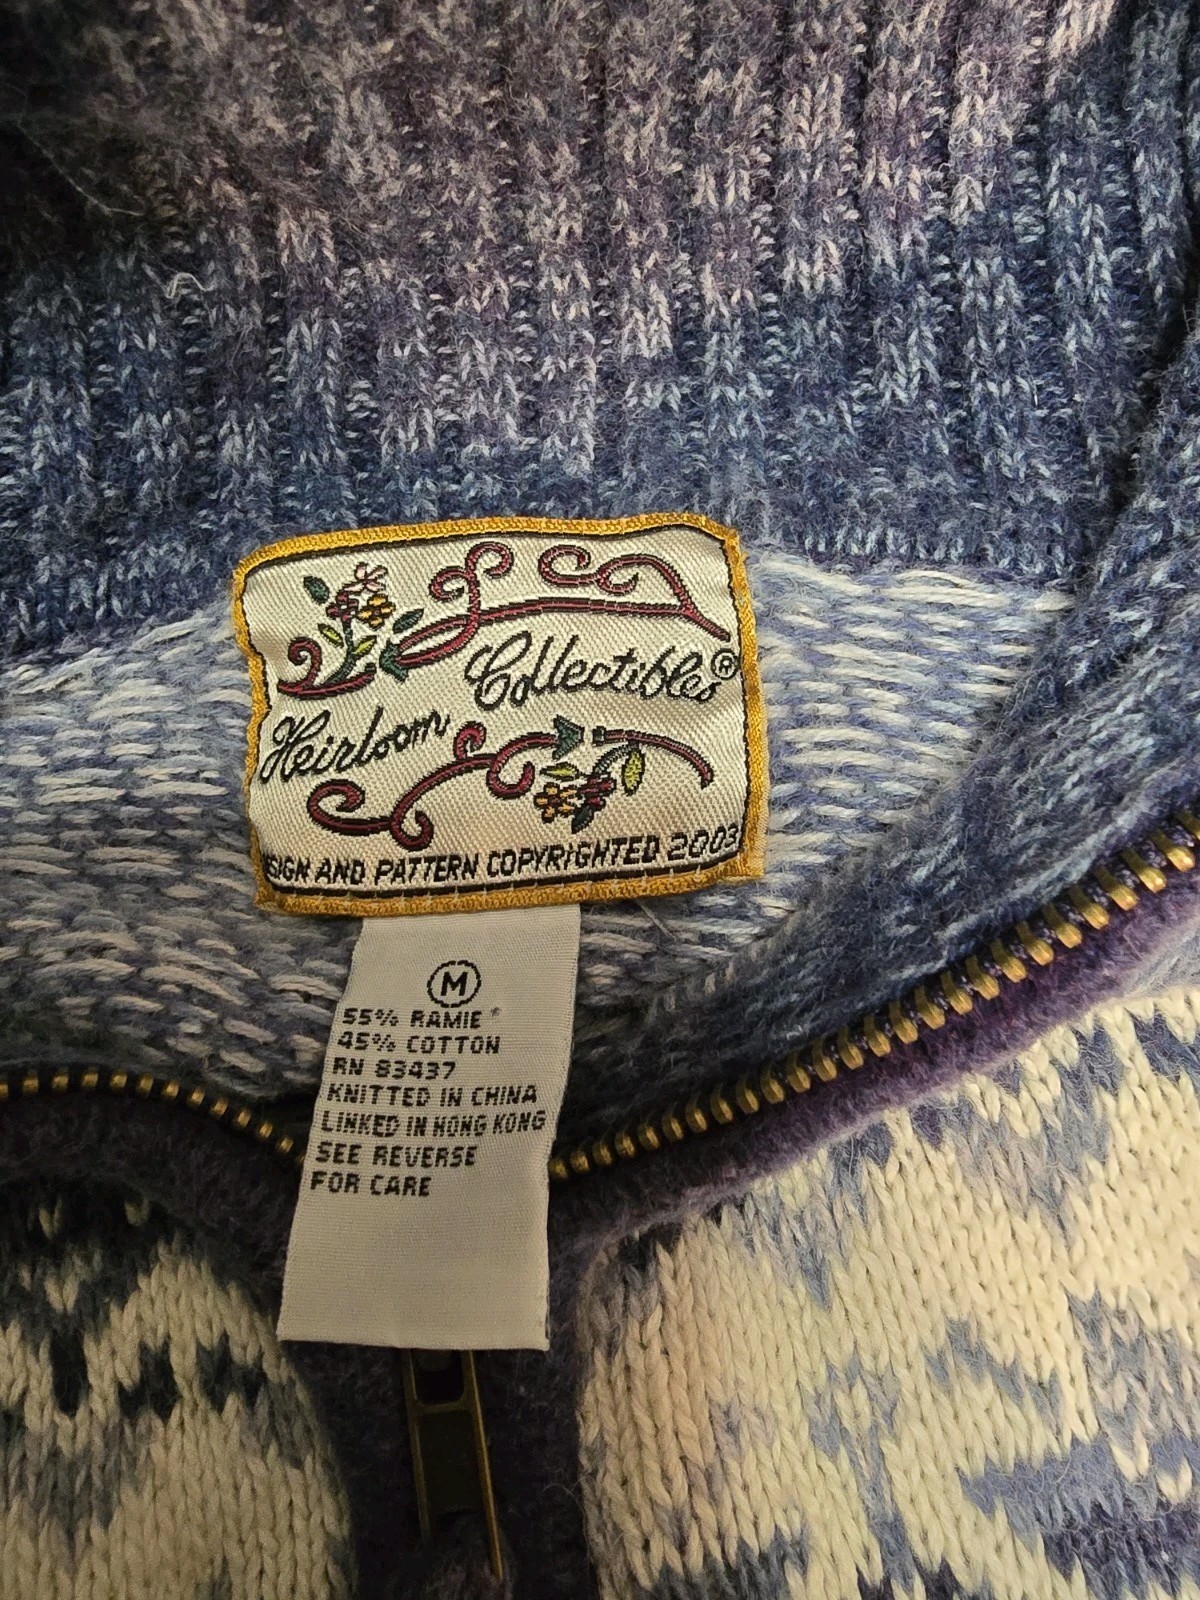 Heirloom Collectibles®
SIGN AND PATTERN COPYRIGHTED 2003
M
55% RAMIE *
45% COTTON
RN 83437
KNITTED IN CHINA
LINKED IN HONG KONG
SEE REVERSE
FOR CARE